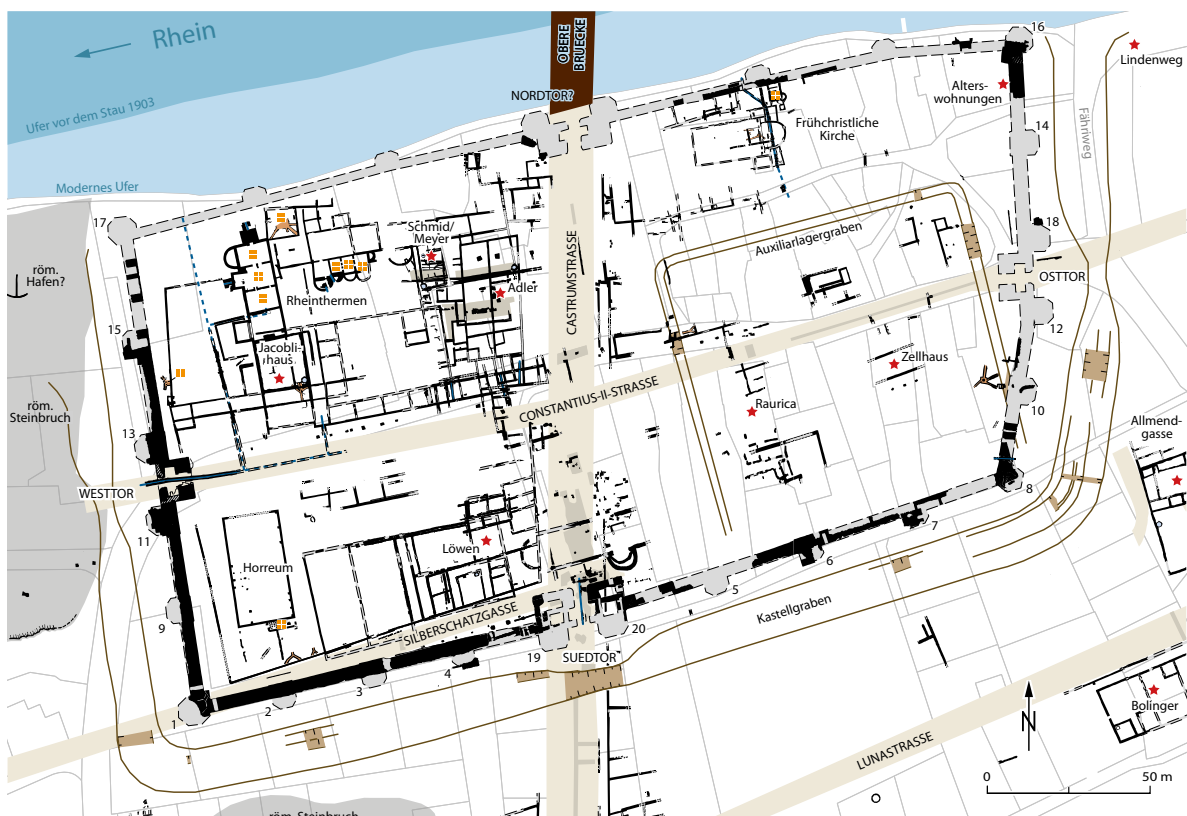 Rhein
OBERE
BRUECKE
16
Lindenweg
Alters-
wohnungen
NORDTOR?
Ufer vor dem Stau 1903
Frühchristliche
Kirche
14
Fähriweg
Modernes Ufer
17
Schmid/
Meyer
Auxiliarlagergraben
18
OSTTOR
röm.
Hafen?
Adler
Rheinthermen
CASTRUMSTRASSE
12
15
Jacobli-
haus
Zellhaus
CONSTANTIUS-II-STRASSE
röm.
Steinbruch
Raurica
10
Allmend-
gasse
13
WESTTOR
8
11
7
Löwen
6
Horreum
5
Kastellgraben
SILBERSCHATZGASSE
9
20
19
SUEDTOR
4
3
2
1
N
Bolinger
LUNASTRASSE
0
50 m
röm. Steinbruch